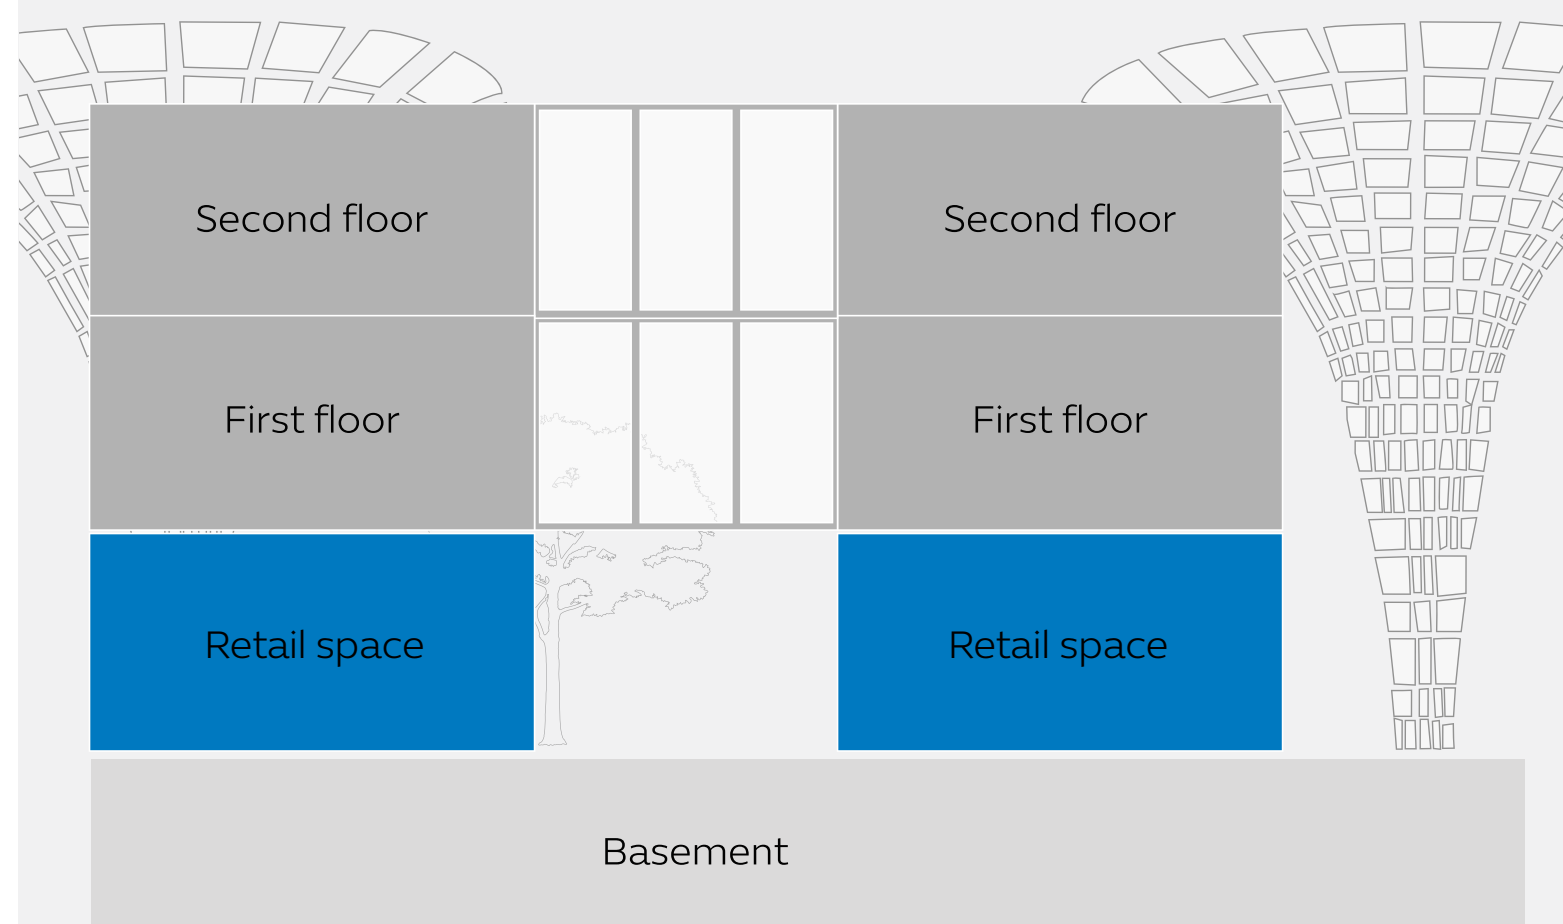 Second floor
Second floor
First floor
First floor
Retail space
Retail space
Basement